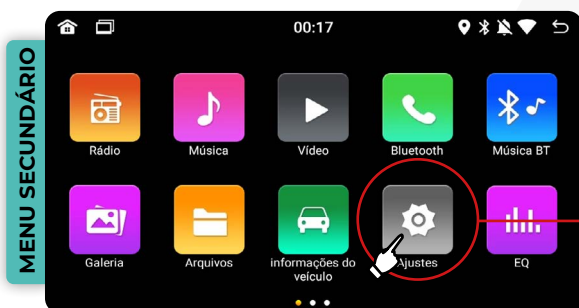 MENU SECUNDÁRIO
00:17
Rádio
Música
Vídeo
Bluetooth
Música BT
Galeria
Arquivos
informações do
veículo
Ajustes
EQ